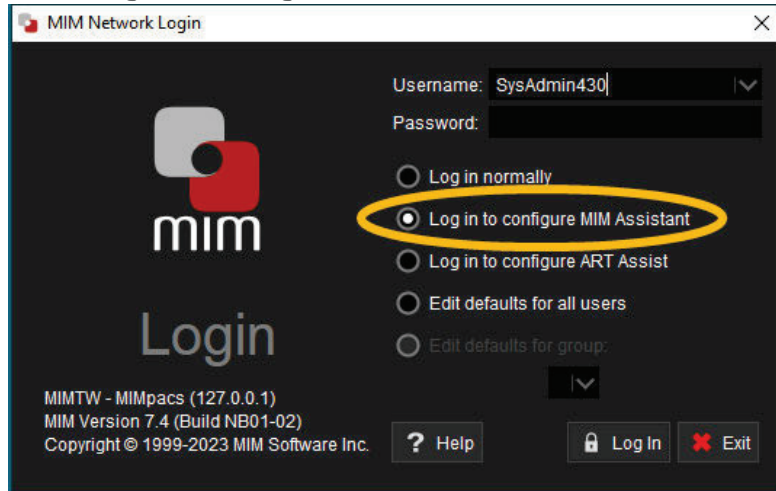 MIM Network Login
Username: SysAdmin430
Password:
Log in normally
Log in to configure MIM Assistant
Log in to configure ART Assist
Edit defaults for all users
Edit defaults for group:
mim
Login
MIMTW - MIMpacs (127.0.0.1)
MIM Version 7.4 (Build NB01-02)
Copyright © 1999-2023 MIM Software Inc.
? Help
Log In
Exit